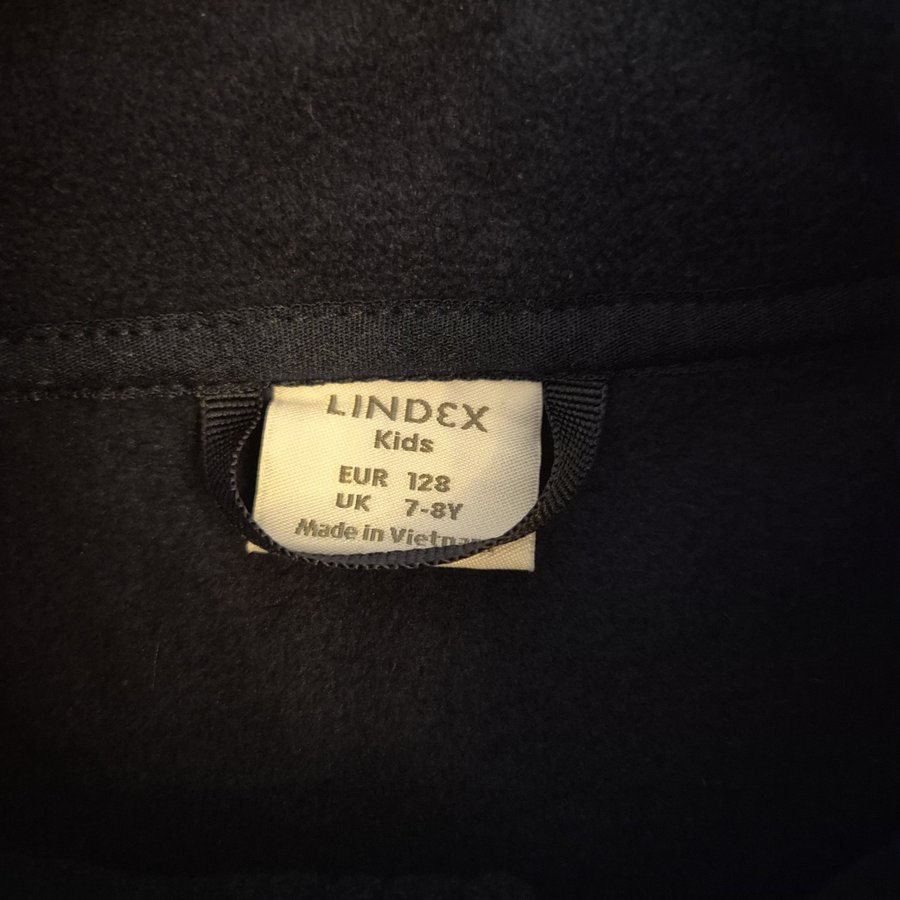 LINDEX
Kids
EUR 128
UK 7-8Y
Made in Vietnam